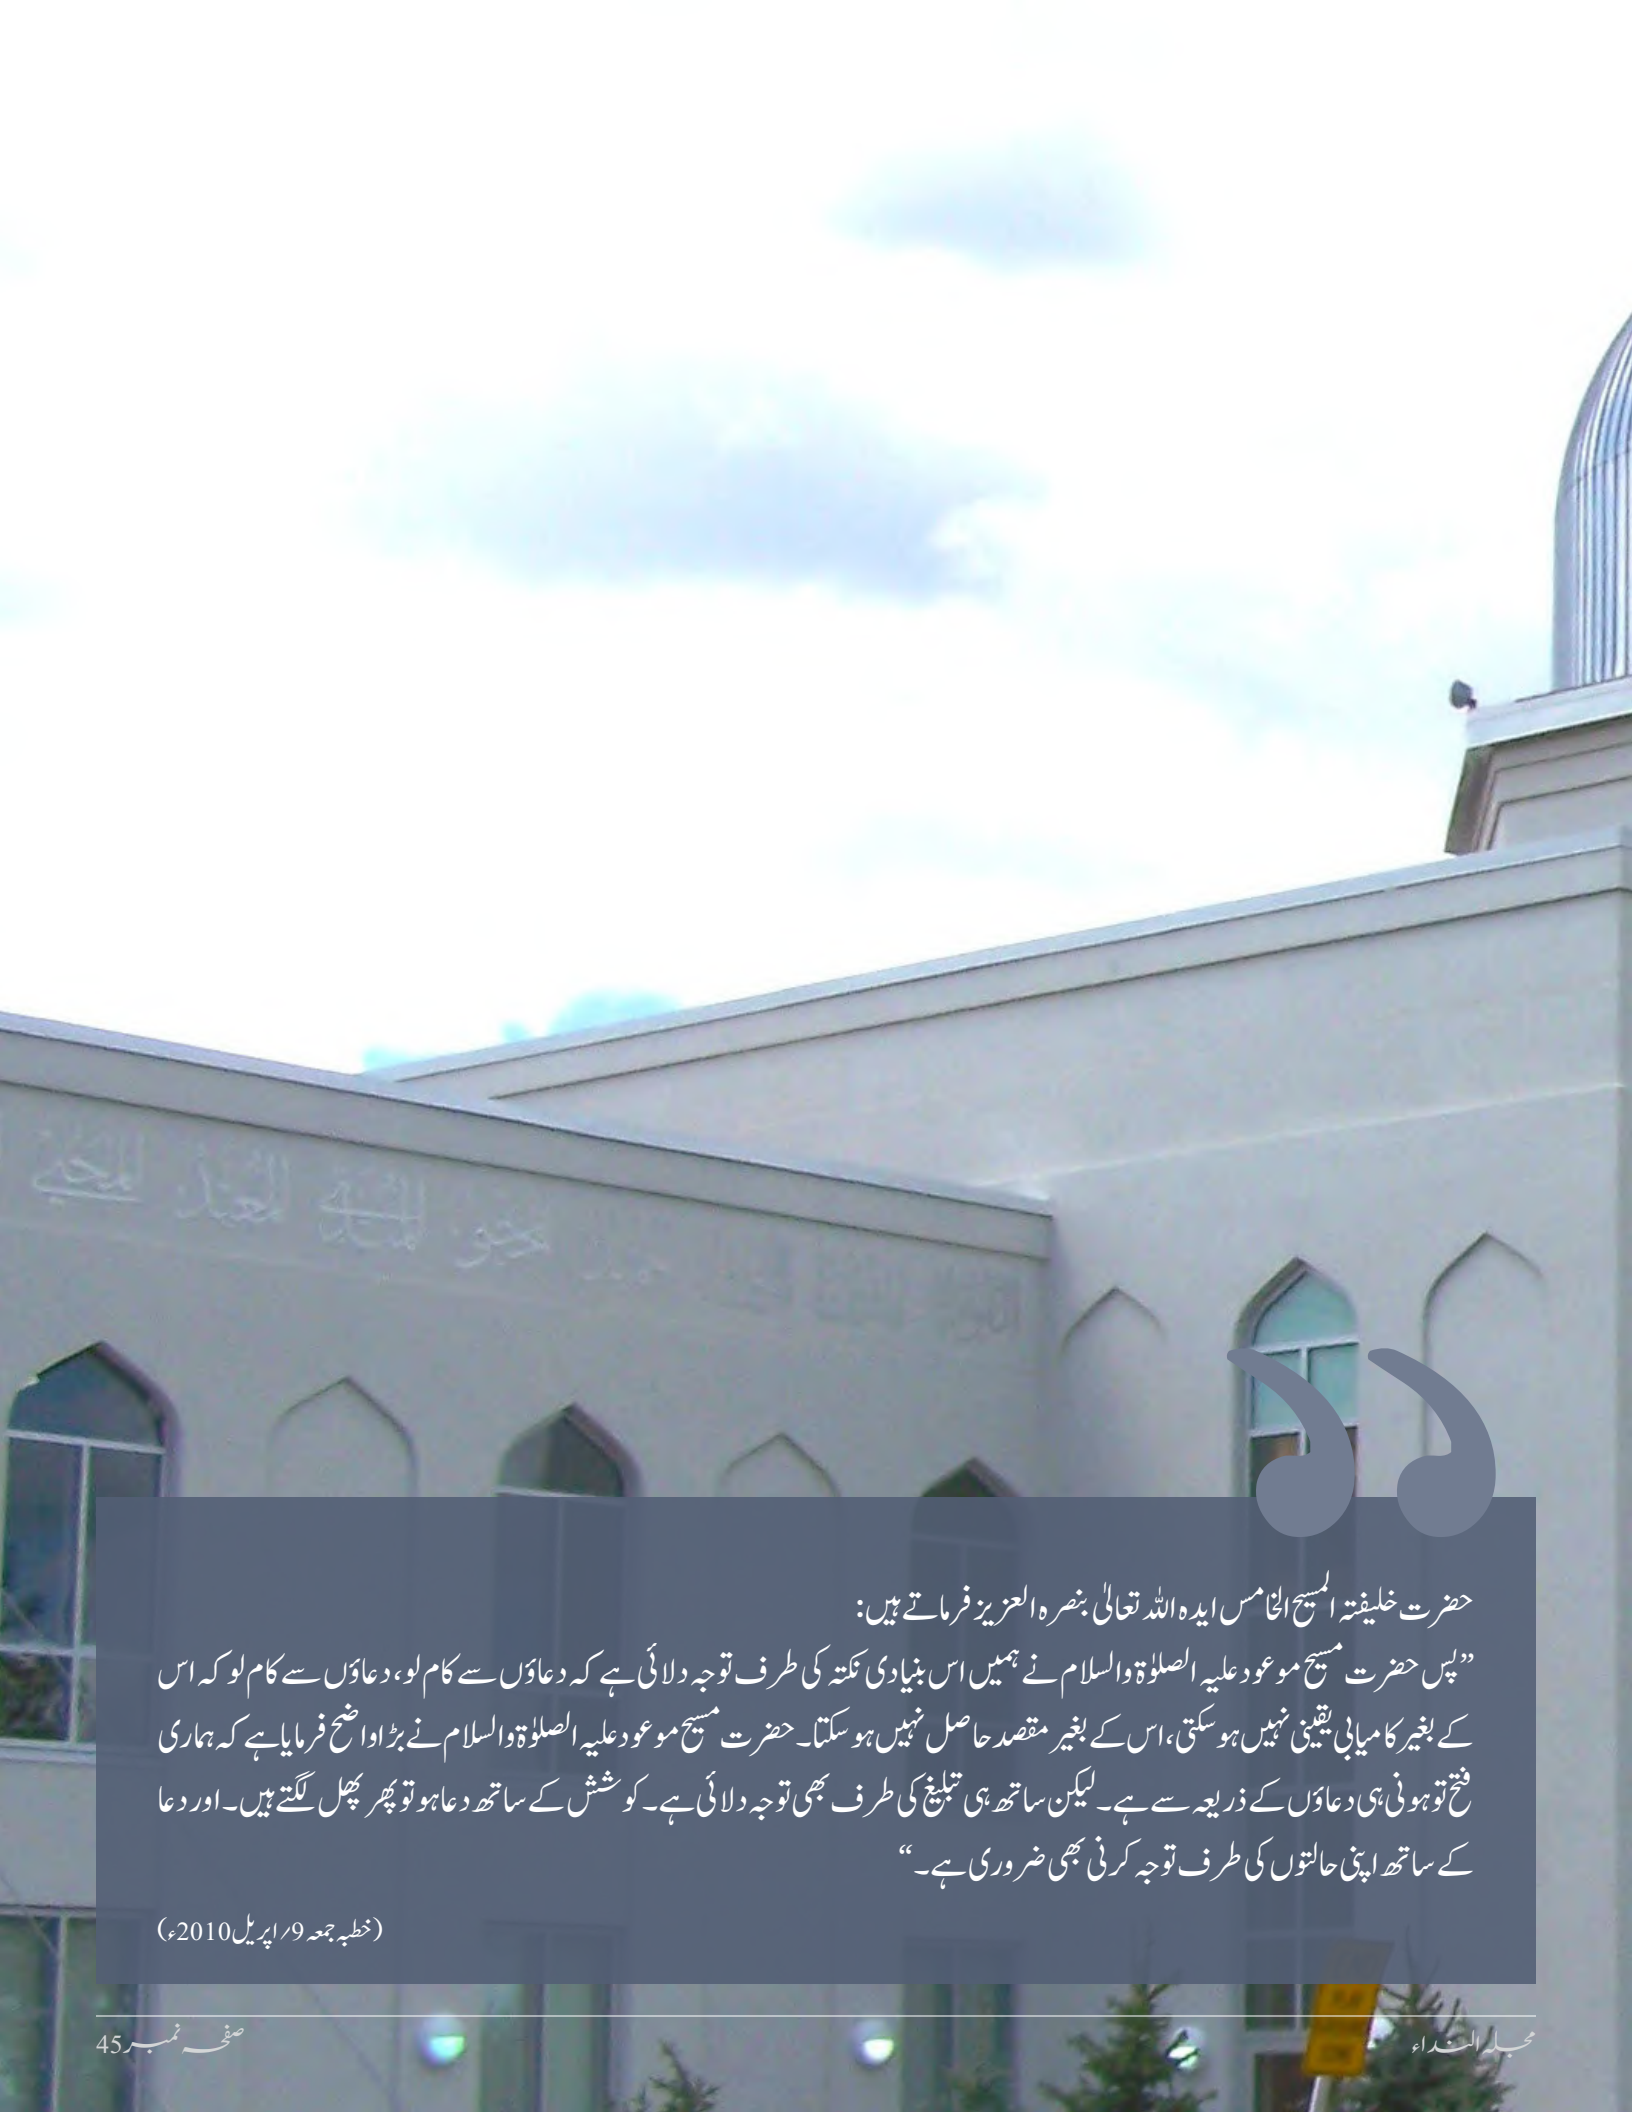 المحيي
المعيد
المبدئ
حضرت خلیفتہ المسیح الخامس ایدہ اللہ تعالیٰ بنصرہ العزیز فرماتے ہیں:
”پس حضرت مسیح موعود علیہ الصلوٰۃ والسلام نے ہمیں اس بنیادی نکتہ کی طرف توجہ دلائی ہے کہ دعاؤں سے کام لو، دعاؤں سے کام لو کہ اس
کے بغیر کامیابی یقینی نہیں ہو سکتی، اس کے بغیر مقصد حاصل نہیں ہو سکتا۔ حضرت مسیح موعود علیہ الصلوٰۃ والسلام نے بڑا واضح فرمایا ہے کہ ہماری
فتح تو ہونی ہی دعاؤں کے ذریعہ سے ہے۔ لیکن ساتھ ہی تبلیغ کی طرف بھی توجہ دلائی ہے۔ کوشش کے ساتھ دعا ہو تو پھر پھل لگتے ہیں۔ اور دعا
کے ساتھ اپنی حالتوں کی طرف توجہ کرنی بھی ضروری ہے۔“
(خطبہ جمعہ 9؍ اپریل 2010ء)
مجلہ النداء
صفحہ نمبر 45